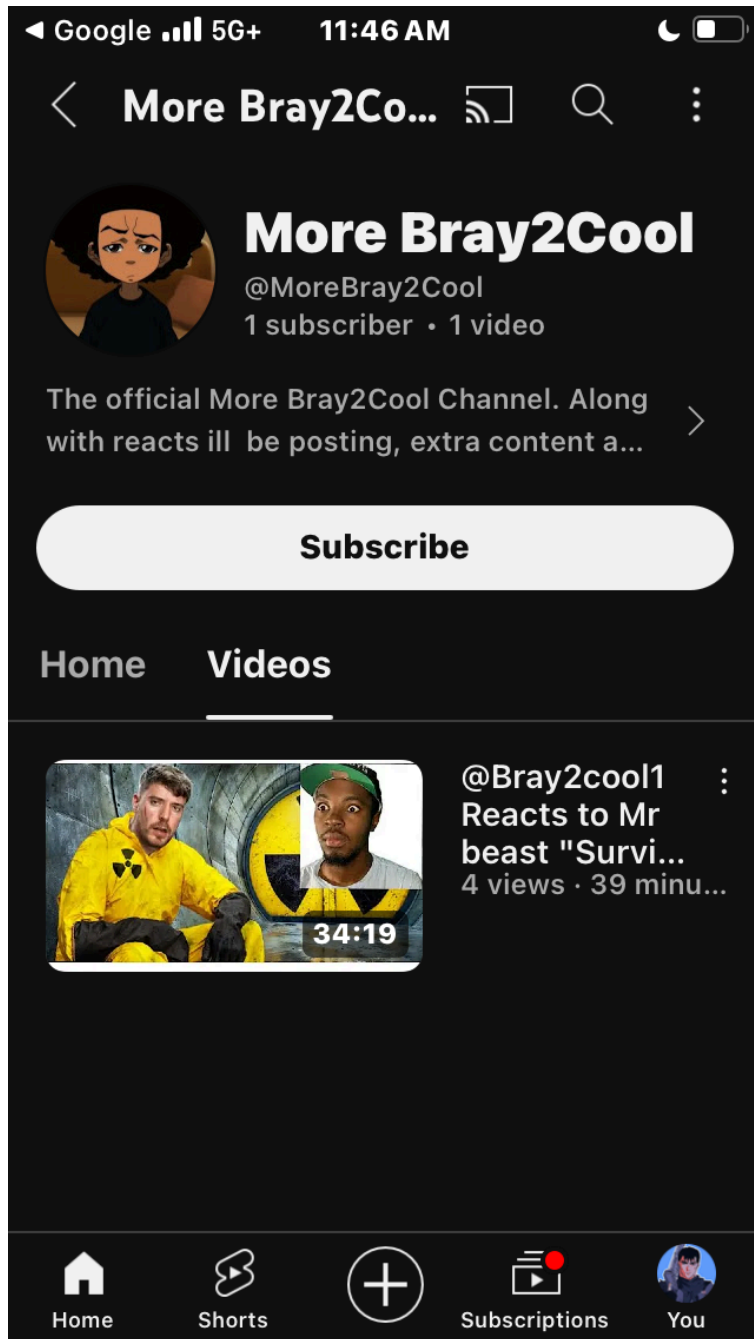 ◀ Google 5G+ 11:46 AM
More Bray2Co...
More Bray2Cool
@MoreBray2Cool
1 subscriber • 1 video
The official More Bray2Cool Channel. Along
with reacts ill  be posting, extra content a...
Subscribe
Home Videos
@Bray2cool1
Reacts to Mr
beast "Survi...
4 views · 39 minu...
34:19
Home Shorts Subscriptions You